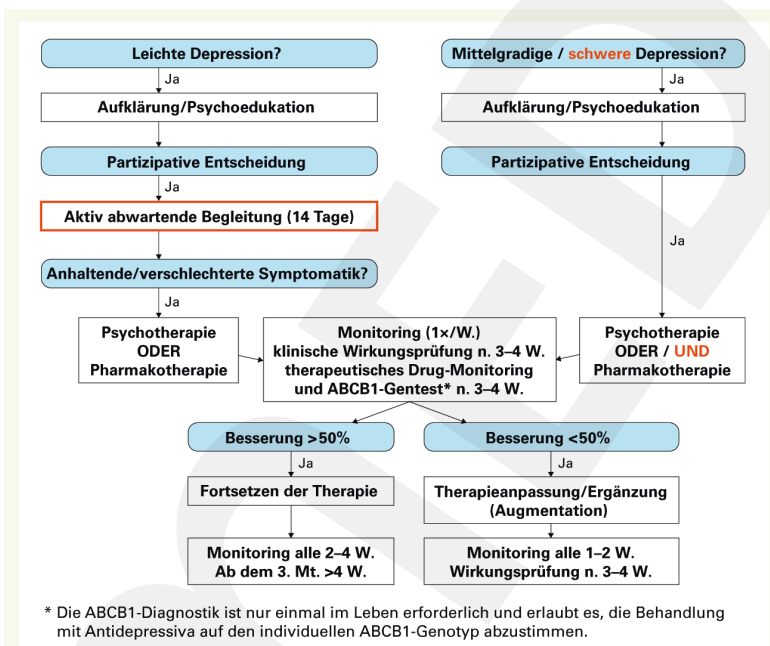 Leichte Depression?
Ja
Aufklärung/Psychoedukation
Partizipative Entscheidung
Ja
Aktiv abwartende Begleitung (14 Tage)
Anhaltende/verschlechterte Symptomatik?
Ja
Psychotherapie
ODER
Pharmakotherapie
Mittelgradige / schwere Depression?
Ja
Aufklärung/Psychoedukation
Partizipative Entscheidung
Ja
Psychotherapie
ODER / UND
Pharmakotherapie
Monitoring (1×/W.)
klinische Wirkungsprüfung n. 3–4 W.
therapeutisches Drug-Monitoring
und ABCB1-Gentest* n. 3–4 W.
Besserung >50%
Ja
Fortsetzen der Therapie
Monitoring alle 2–4 W.
Ab dem 3. Mt. >4 W.
Besserung <50%
Ja
Therapieanpassung/Ergänzung
(Augmentation)
Monitoring alle 1–2 W.
Wirkungsprüfung n. 3–4 W.
* Die ABCB1-Diagnostik ist nur einmal im Leben erforderlich und erlaubt es, die Behandlung
mit Antidepressiva auf den individuellen ABCB1-Genotyp abzustimmen.